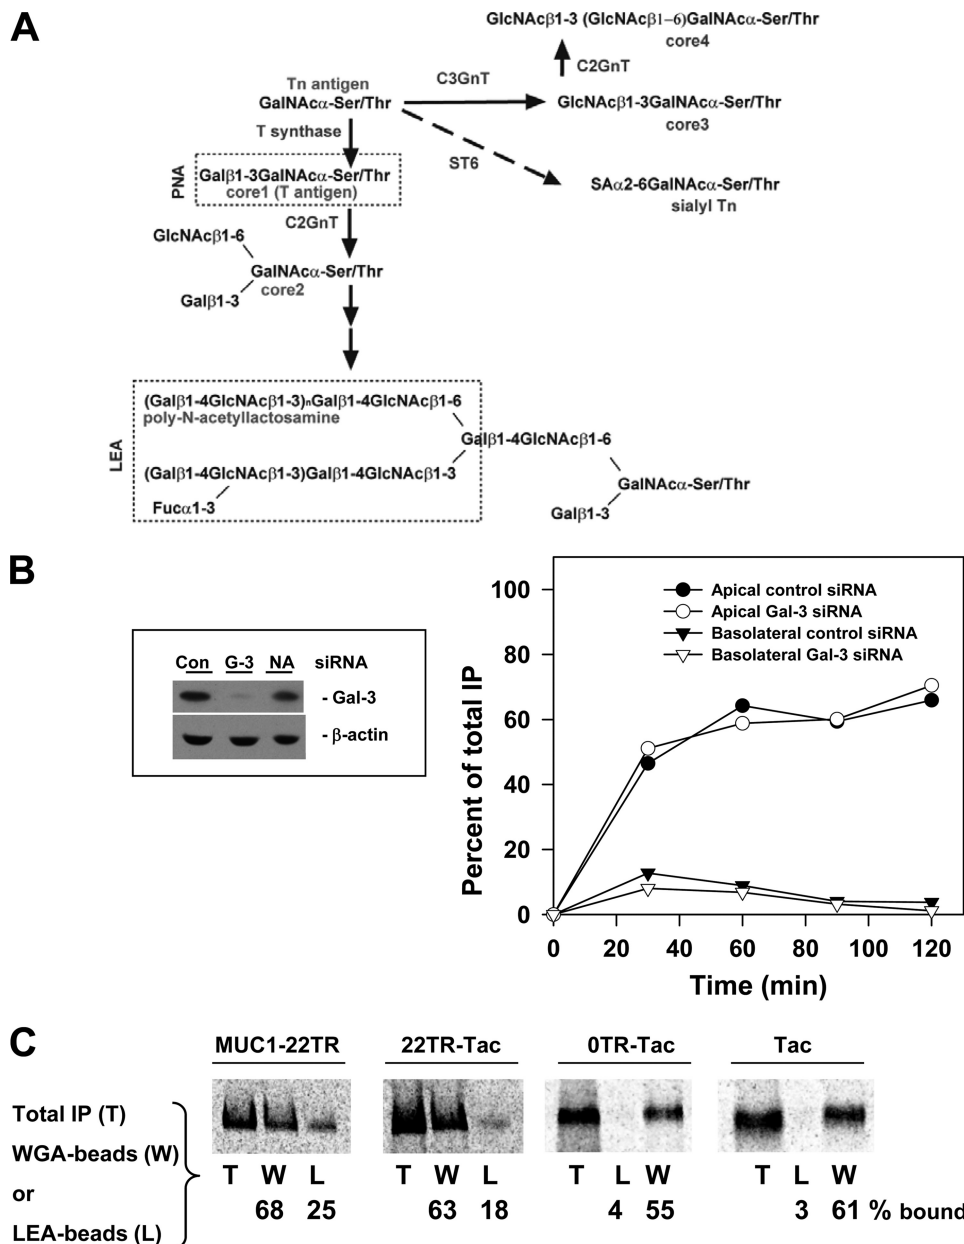 A
GlcNAcβ1-3 (GlcNAcβ1–6)GalNAcα-Ser/Thr
core4
C2GnT
Tn antigen
GalNAcα-Ser/Thr
C3GnT
GlcNAcβ1-3GalNAcα-Ser/Thr
core3
T synthase
ST6
PNA
Galβ1-3GalNAcα-Ser/Thr
core1 (T antigen)
SAα2-6GalNAcα-Ser/Thr
sialyl Tn
C2GnT
GlcNAcβ1-6
GalNAcα-Ser/Thr
core2
Galβ1-3
LEA
(Galβ1-4GlcNAcβ1-3)nGalβ1-4GlcNAcβ1-6
poly-N-acetyllactosamine
Galβ1-4GlcNAcβ1-6
(Galβ1-4GlcNAcβ1-3)Galβ1-4GlcNAcβ1-3
GalNAcα-Ser/Thr
Fucα1-3
Galβ1-3
B
Con G-3 NA siRNA
- Gal-3
- β-actin
Percent of total IP
100
80
60
40
20
0
Apical control siRNA
Apical Gal-3 siRNA
Basolateral control siRNA
Basolateral Gal-3 siRNA
0 20 40 60 80 100 120
Time (min)
C
MUC1-22TR 22TR-Tac 0TR-Tac Tac
Total IP (T)
WGA-beads (W)
or
LEA-beads (L)
T W L T W L T L W T L W
68 25 63 18 4 55 3 61 % bound